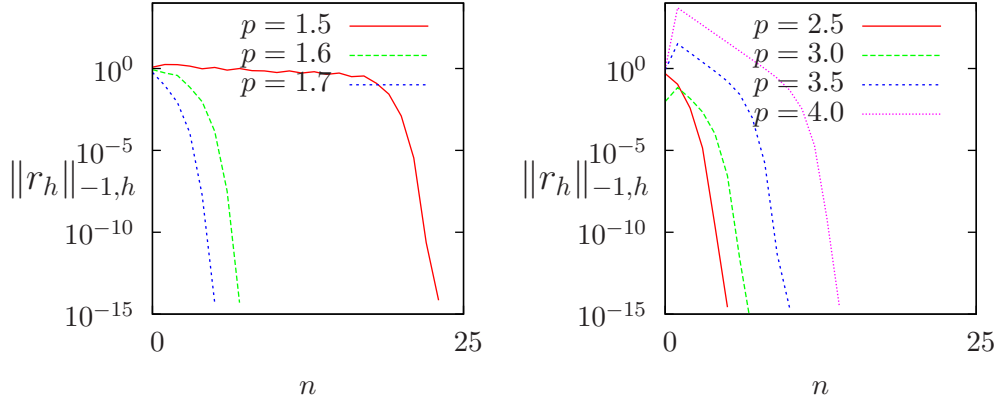 p = 1.5
p = 1.6
p = 1.7
10^0
10^{-5}
10^{-10}
10^{-15}
‖r_h‖_{-1,h}
0
25
n
p = 2.5
p = 3.0
p = 3.5
p = 4.0
10^0
10^{-5}
10^{-10}
10^{-15}
‖r_h‖_{-1,h}
0
25
n